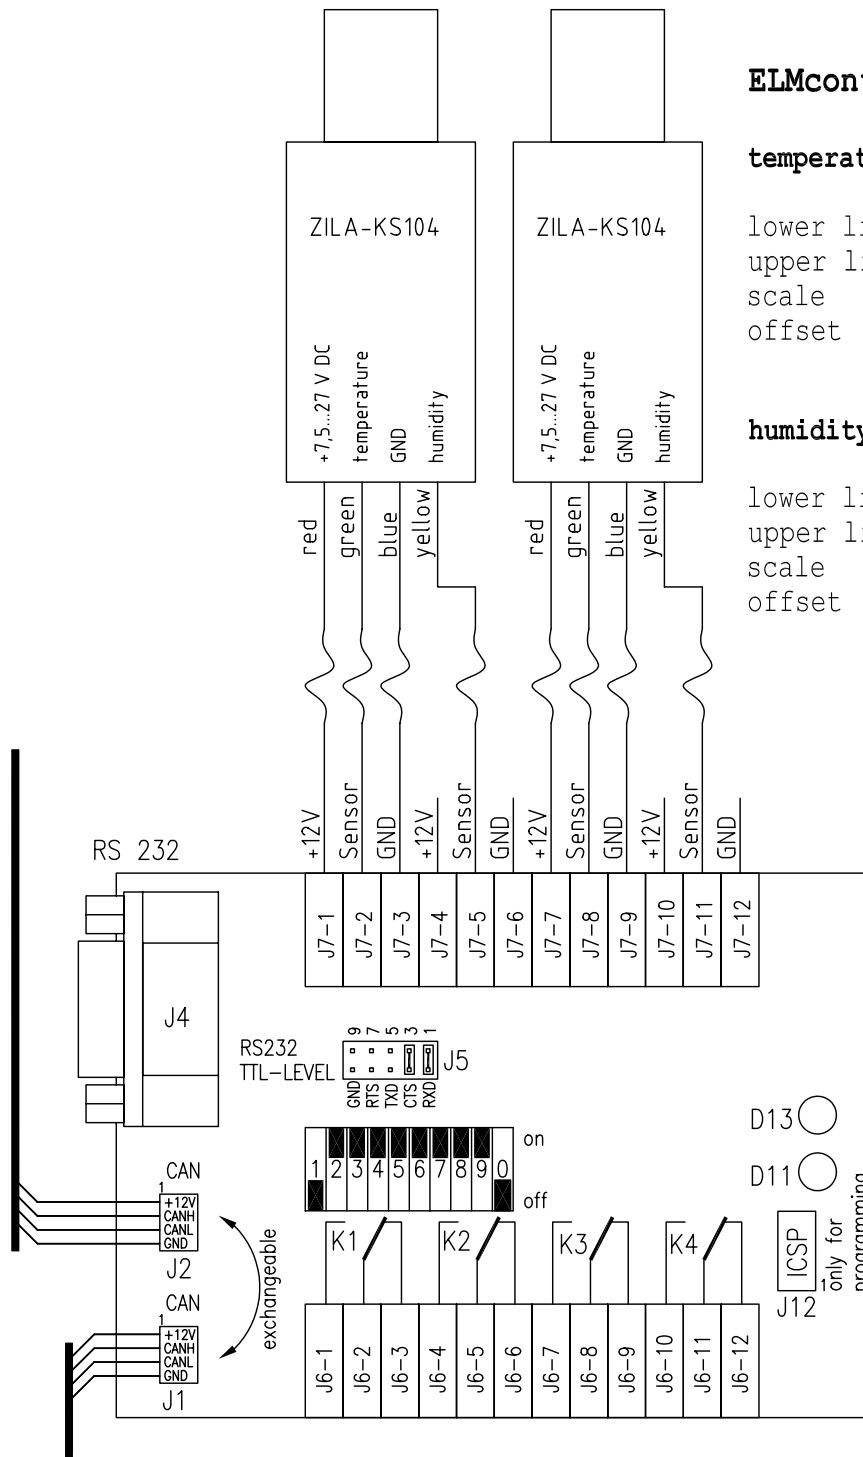 ELMcon
temperat
lower li
upper li
scale
offset
humidity
lower li
upper li
scale
offset
ZILA-KS104
+7,5...27 V DC
temperature
GND
humidity
ZILA-KS104
+7,5...27 V DC
temperature
GND
humidity
red
green
blue
yellow
red
green
blue
yellow
+12V
Sensor
GND
+12V
Sensor
GND
+12V
Sensor
GND
+12V
Sensor
GND
RS 232
J7-1
J7-2
J7-3
J7-4
J7-5
J7-6
J7-7
J7-8
J7-9
J7-10
J7-11
J7-12
J4
RS232
TTL-LEVEL
9
7
5
3
1
J5
GND
RTS
TXD
CTS
RXD
on
1 2 3 4 5 6 7 8 9 0
off
D13
D11
CAN
1
+12V
CANH
CANL
GND
J2
CAN
1
+12V
CANH
CANL
GND
J1
exchangeable
K1
K2
K3
K4
ICSP
1
J12
only for
programming
J6-1
J6-2
J6-3
J6-4
J6-5
J6-6
J6-7
J6-8
J6-9
J6-10
J6-11
J6-12